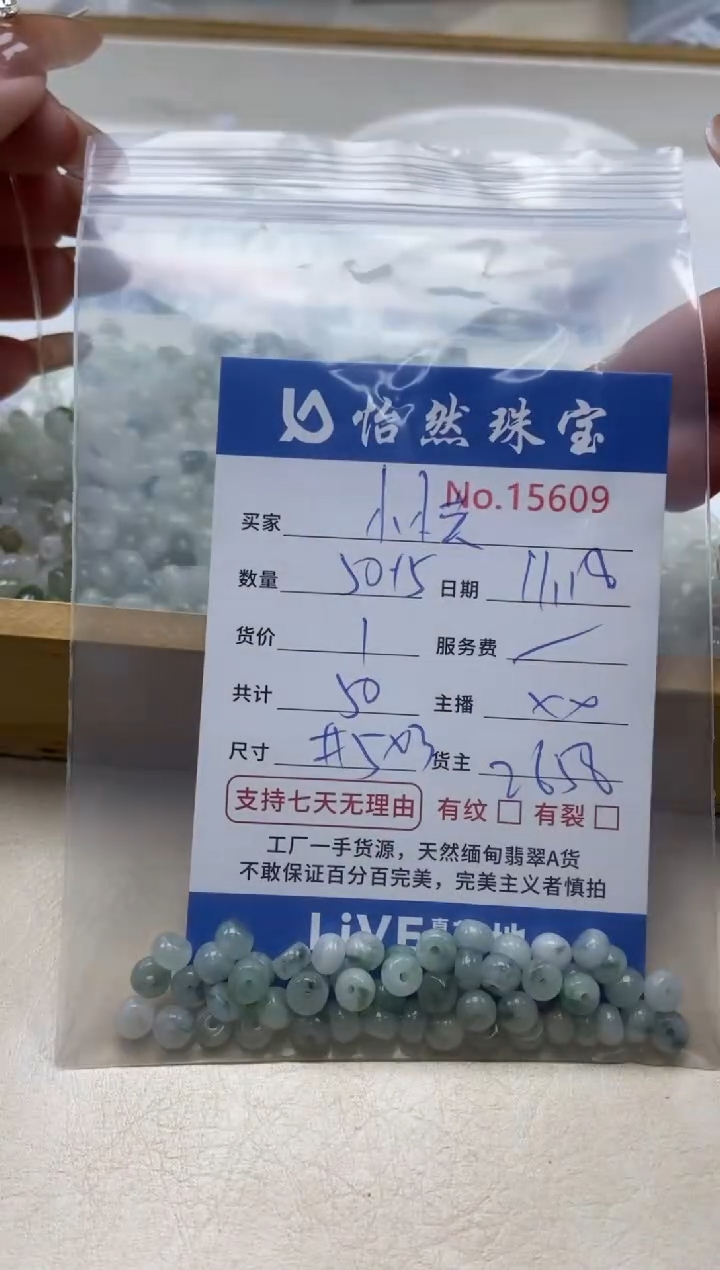 怡然珠宝
No.15609
买家
数量 50+5 日期 11.18
货价 1 服务费 /
共计 50 主播 xx
尺寸 #5x3 货主 2658
支持七天无理由 有纹 □ 有裂 □
工厂一手货源，天然缅甸翡翠A货
不敢保证百分百完美，完美主义者慎拍
LiVE